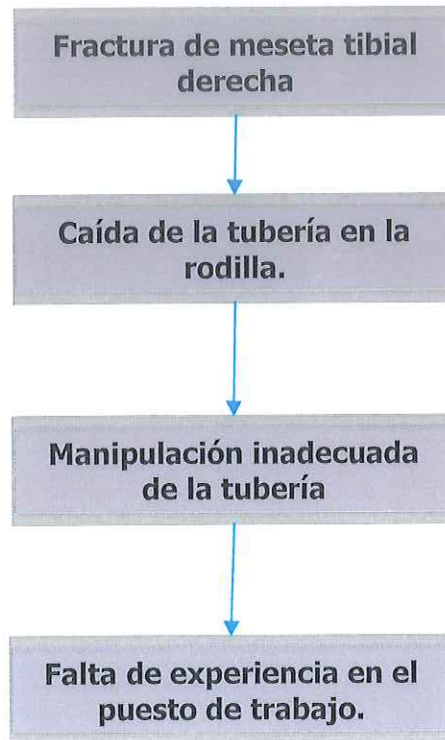 Fractura de meseta tibial
derecha
Caída de la tubería en la
rodilla.
Manipulación inadecuada
de la tubería
Falta de experiencia en el
puesto de trabajo.